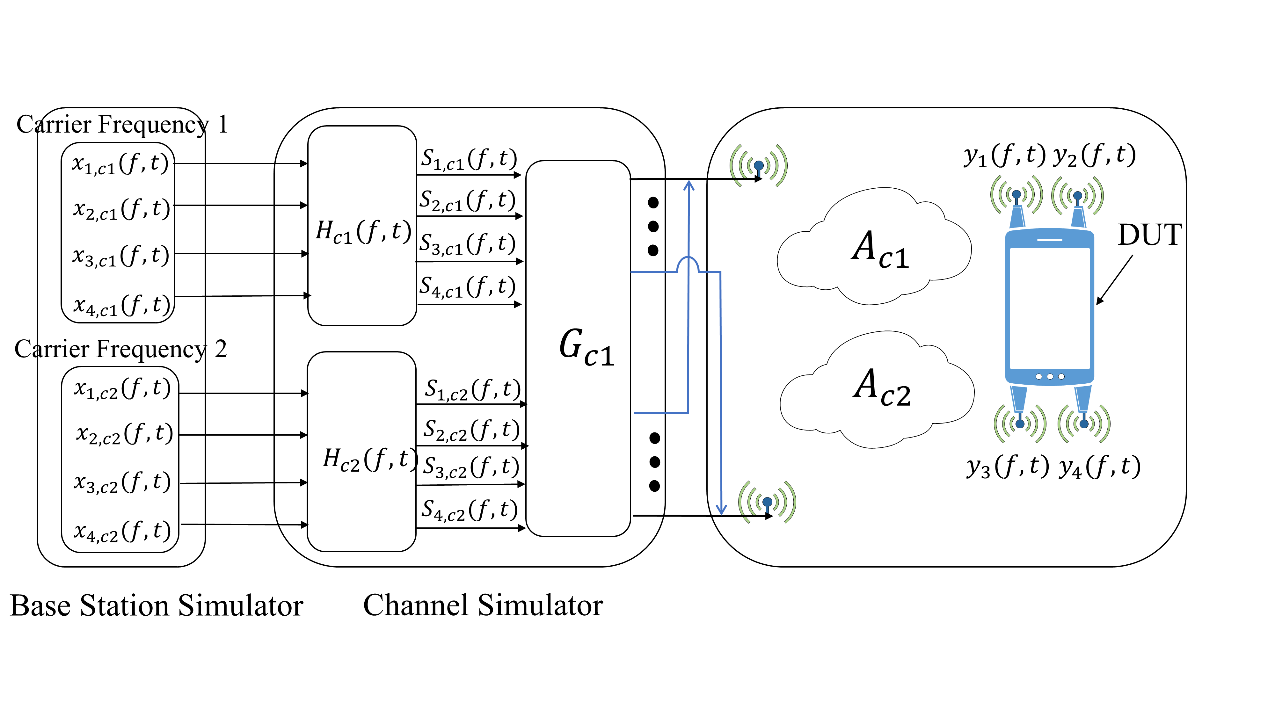 Carrier Frequency 1
x_{1,c1}(f,t)
x_{2,c1}(f,t)
x_{3,c1}(f,t)
x_{4,c1}(f,t)
Carrier Frequency 2
x_{1,c2}(f,t)
x_{2,c2}(f,t)
x_{3,c2}(f,t)
x_{4,c2}(f,t)
Base Station Simulator
H_{c1}(f,t)
S_{1,c1}(f,t)
S_{2,c1}(f,t)
S_{3,c1}(f,t)
S_{4,c1}(f,t)
H_{c2}(f,t)
S_{1,c2}(f,t)
S_{2,c2}(f,t)
S_{3,c2}(f,t)
S_{4,c2}(f,t)
G_{c1}
Channel Simulator
A_{c1}
A_{c2}
y_1(f,t) y_2(f,t)
DUT
y_3(f,t) y_4(f,t)